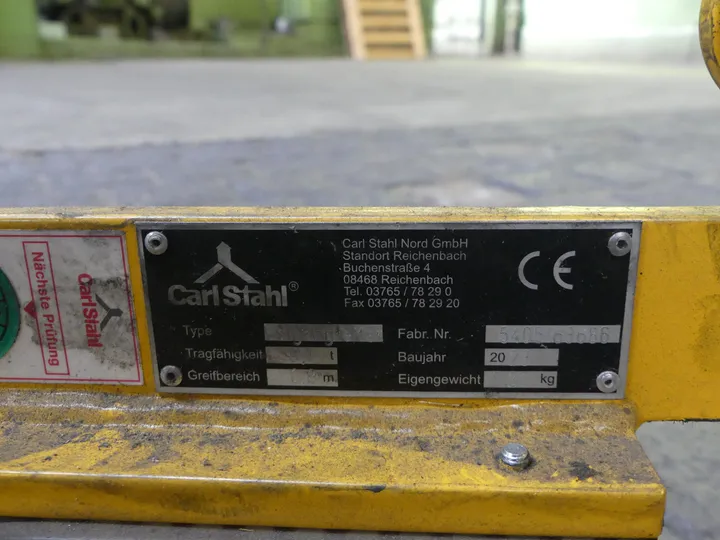 Nächste Prüfung
Carl Stahl
Carl Stahl®
Carl Stahl Nord GmbH
Standort Reichenbach
Buchenstraße 4
08468 Reichenbach
Tel. 03765 / 78 29 0
Fax 03765 / 78 29 20
CE
Type
Fabr. Nr.
Tragfähigkeit t
Baujahr 20
Greifbereich m
Eigengewicht kg